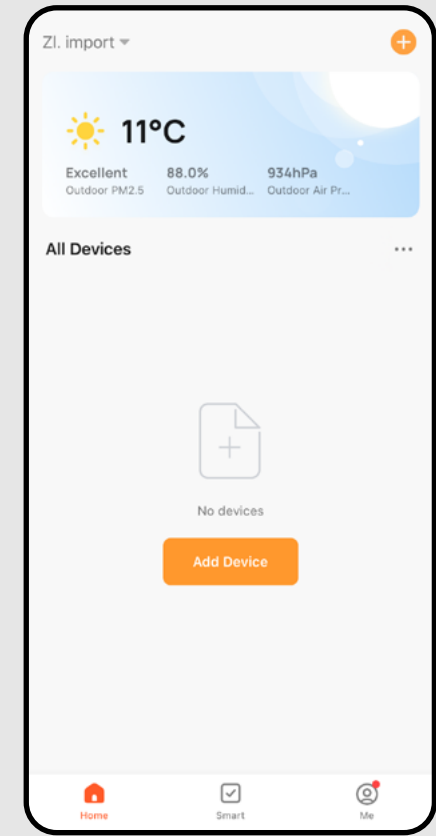 Zl. import
11°C
Excellent 88.0% 934hPa
Outdoor PM2.5 Outdoor Humid... Outdoor Air Pr...
All Devices
No devices
Add Device
Home Smart Me